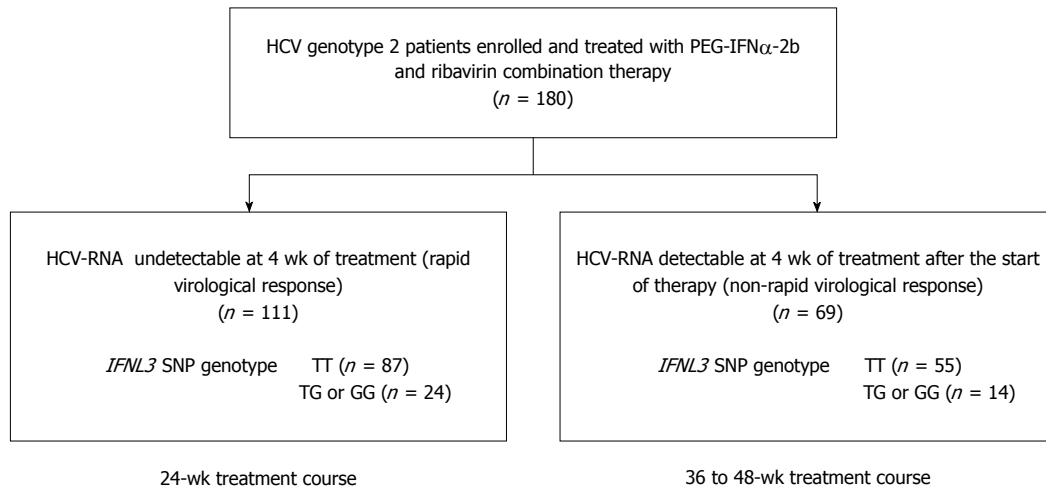 HCV genotype 2 patients enrolled and treated with PEG-IFNα-2b
and ribavirin combination therapy
(n = 180)
HCV-RNA undetectable at 4 wk of treatment (rapid
virological response)
(n = 111)
IFNL3 SNP genotype TT (n = 87)
TG or GG (n = 24)
24-wk treatment course
HCV-RNA detectable at 4 wk of treatment after the start
of therapy (non-rapid virological response)
(n = 69)
IFNL3 SNP genotype TT (n = 55)
TG or GG (n = 14)
36 to 48-wk treatment course